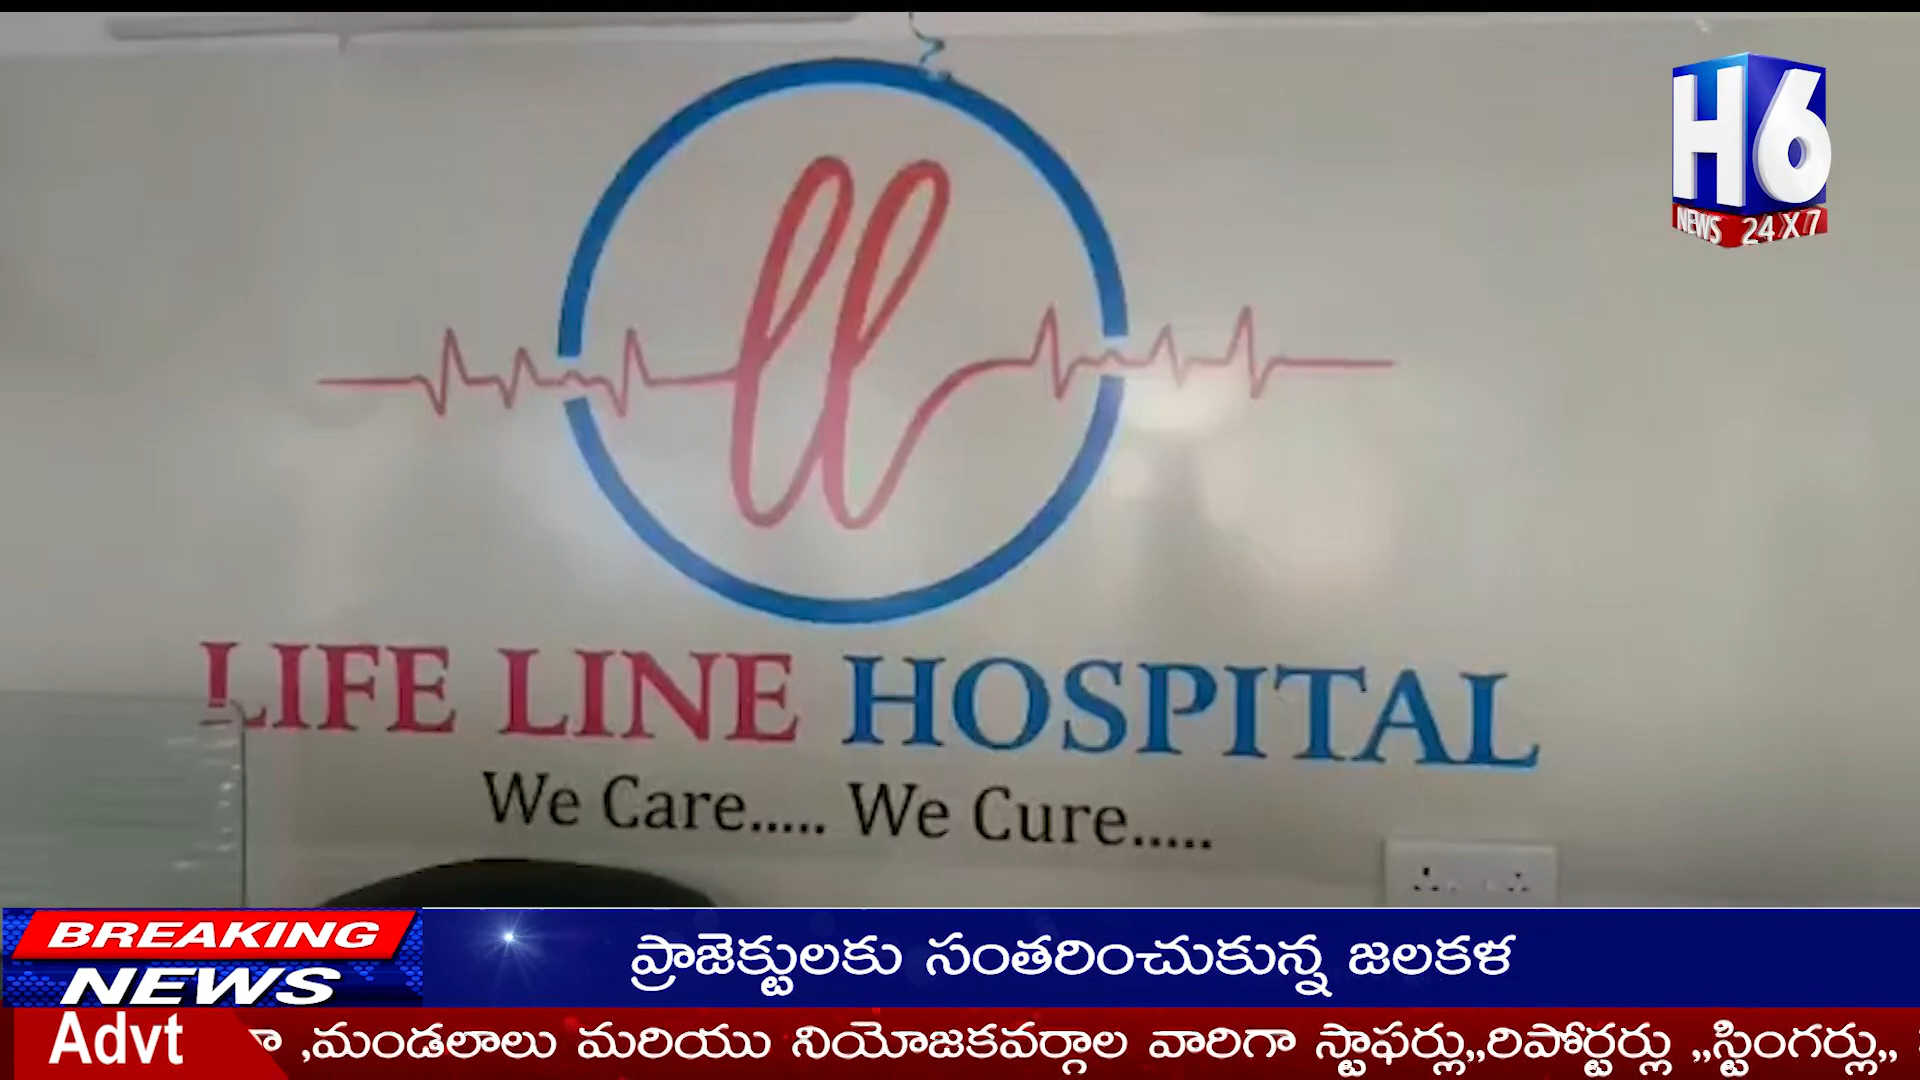 H6
NEWS 24X7
ll
LIFE LINE HOSPITAL
We Care..... We Cure.....
BREAKING
NEWS
ప్రాజెక్టులకు సంతరించుకున్న జలకళ
Advt
,మండలాలు మరియు నియోజకవర్గాల వారిగా స్టాఫర్లు,,రిపోర్టర్లు ,,స్టింగర్లు,,